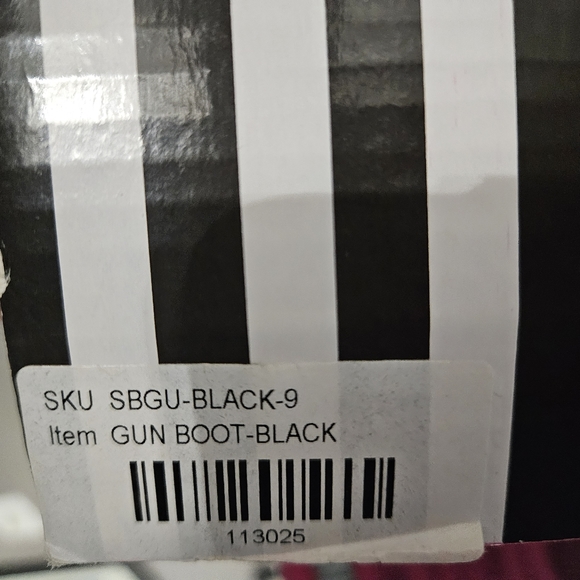 SKU SBGU-BLACK-9
Item GUN BOOT-BLACK
113025